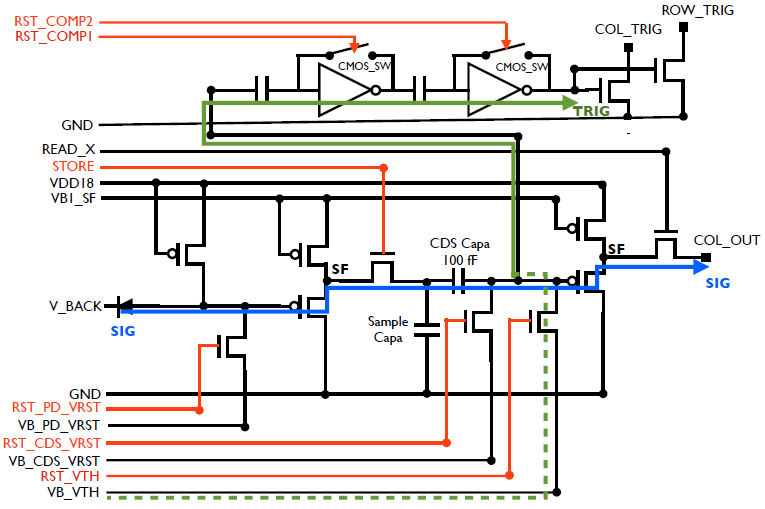 RST_COMP2
RST_COMP1
ROW_TRIG
COL_TRIG
CMOS_SW
CMOS_SW
TRIG
GND
READ_X
STORE
VDD18
VB1_SF
SF
CDS Capa
100 fF
SF
COL_OUT
SIG
V_BACK
SIG
Sample
Capa
GND
RST_PD_VRST
VB_PD_VRST
RST_CDS_VRST
VB_CDS_VRST
RST_VTH
VB_VTH